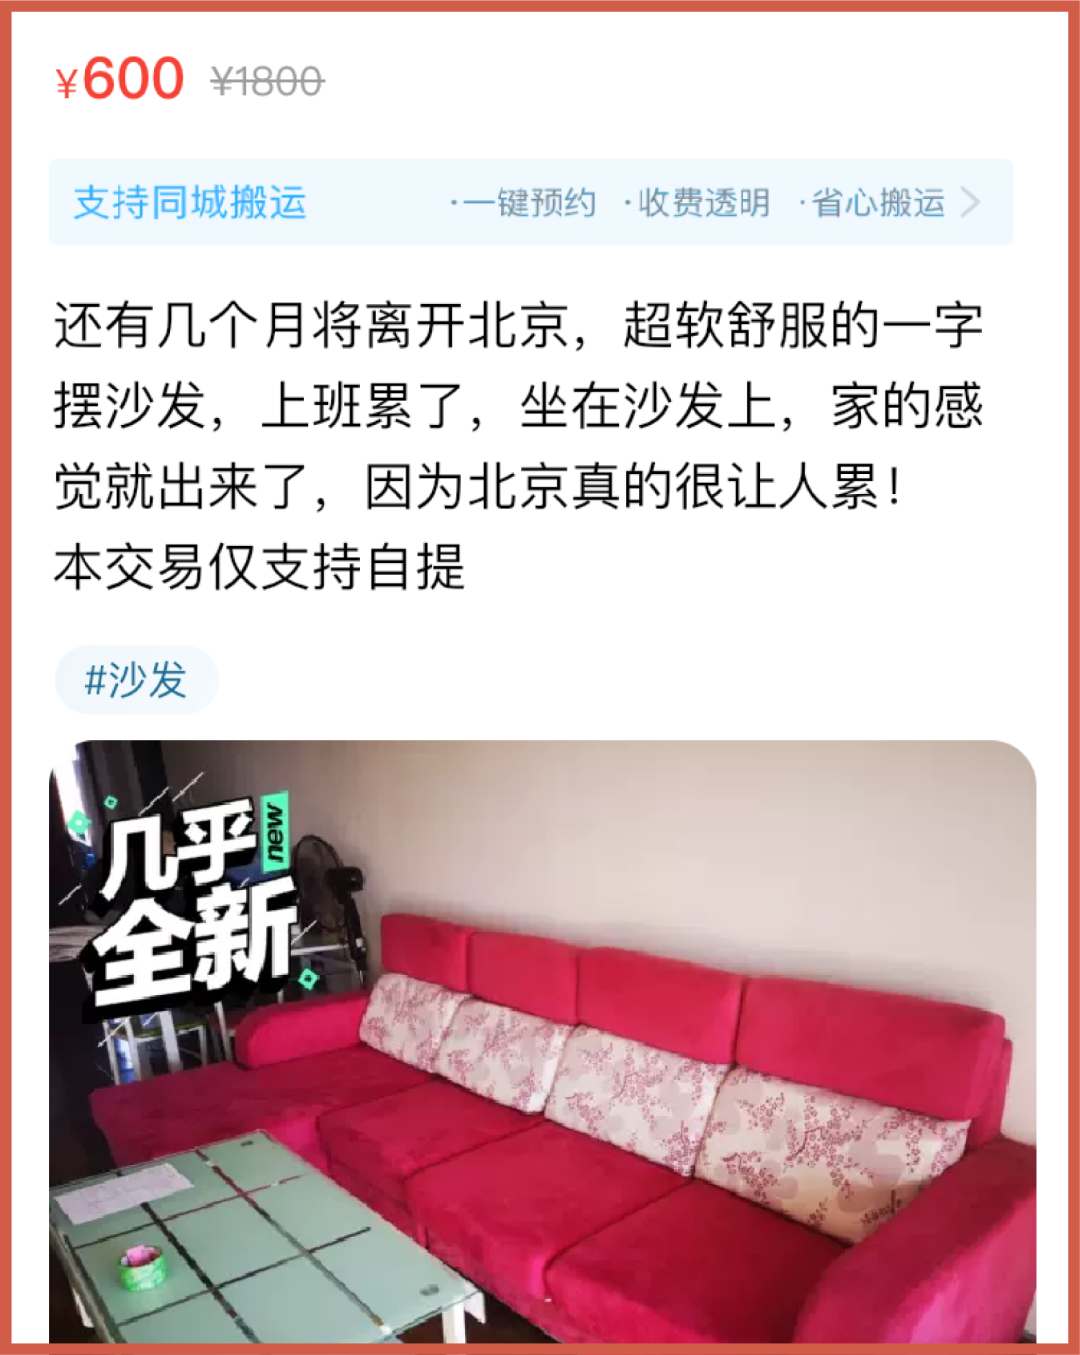 ¥600 ¥1800
支持同城搬运 ·一键预约 ·收费透明 ·省心搬运
还有几个月将离开北京，超软舒服的一字
摆沙发，上班累了，坐在沙发上，家的感
觉就出来了，因为北京真的很让人累！
本交易仅支持自提
#沙发
几乎
new
全新